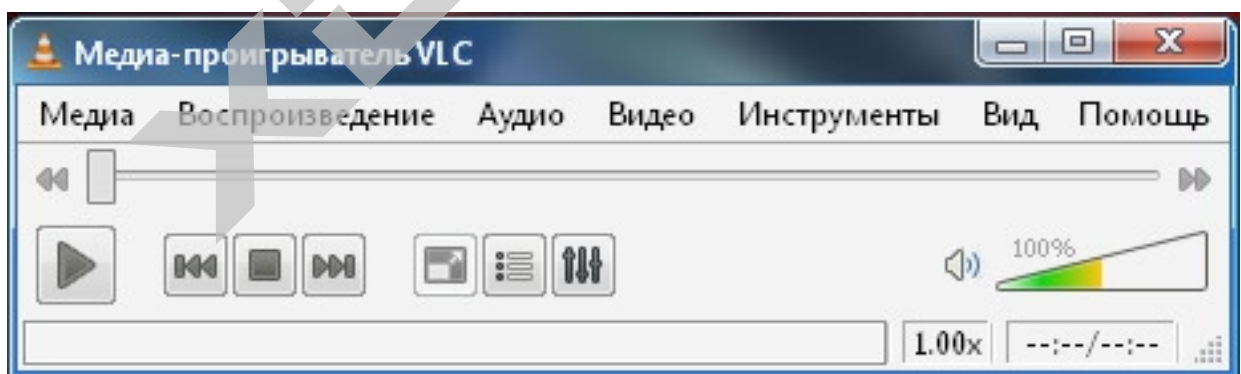 Медиа-проигрыватель VLC
Медиа Воспроизведение Аудио Видео Инструменты Вид Помощь
100%
1.00x --:--/--:--